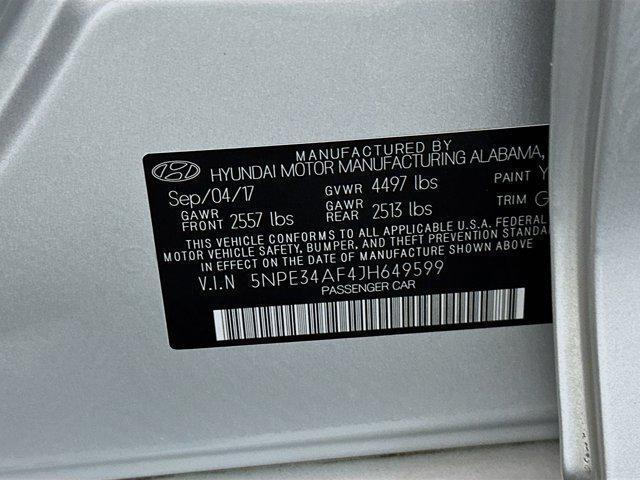 MANUFACTURED BY
HYUNDAI MOTOR MANUFACTURING ALABAMA,
Sep/04/17 GVWR 4497 lbs PAINT Y
GAWR FRONT 2557 lbs GAWR REAR 2513 lbs TRIM G
THIS VEHICLE CONFORMS TO ALL APPLICABLE U.S.A. FEDERAL
MOTOR VEHICLE SAFETY, BUMPER, AND THEFT PREVENTION STANDA
IN EFFECT ON THE DATE OF MANUFACTURE SHOWN ABOVE
V.I.N 5NPE34AF4JH649599
PASSENGER CAR